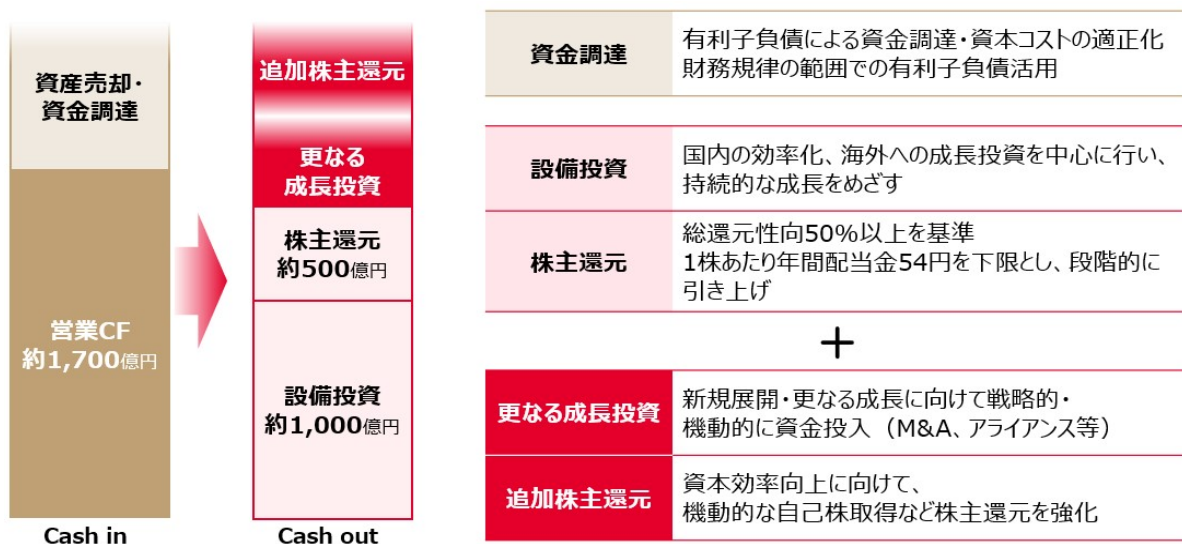 資産売却・
資金調達
営業CF
約1,700億円
Cash in
追加株主還元
更なる
成長投資
株主還元
約500億円
設備投資
約1,000億円
Cash out
資金調達
有利子負債による資金調達・資本コストの適正化
財務規律の範囲での有利子負債活用
設備投資
国内の効率化、海外への成長投資を中心に行い、
持続的な成長をめざす
株主還元
総還元性向50%以上を基準
1株あたり年間配当金54円を下限とし、段階的に
引き上げ
+
更なる成長投資
新規展開・更なる成長に向けて戦略的・
機動的に資金投入（M&A、アライアンス等）
追加株主還元
資本効率向上に向けて、
機動的な自己株取得など株主還元を強化